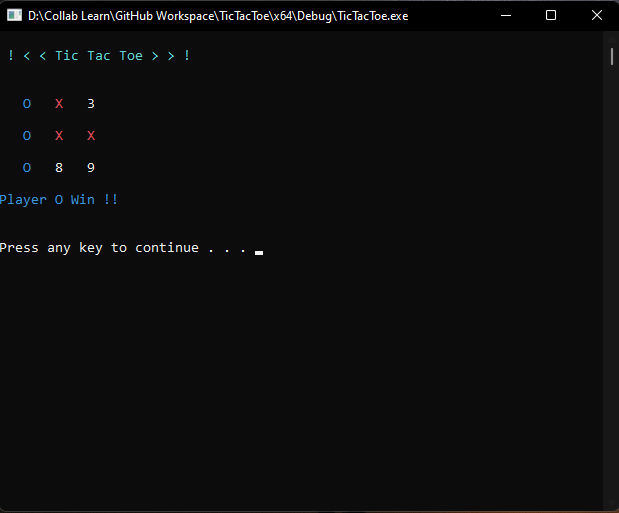 D:\Collab Learn\GitHub Workspace\TicTacToe\x64\Debug\TicTacToe.exe
! < < Tic Tac Toe > > !
O X 3
O X X
O 8 9
Player O Win !!
Press any key to continue . . .